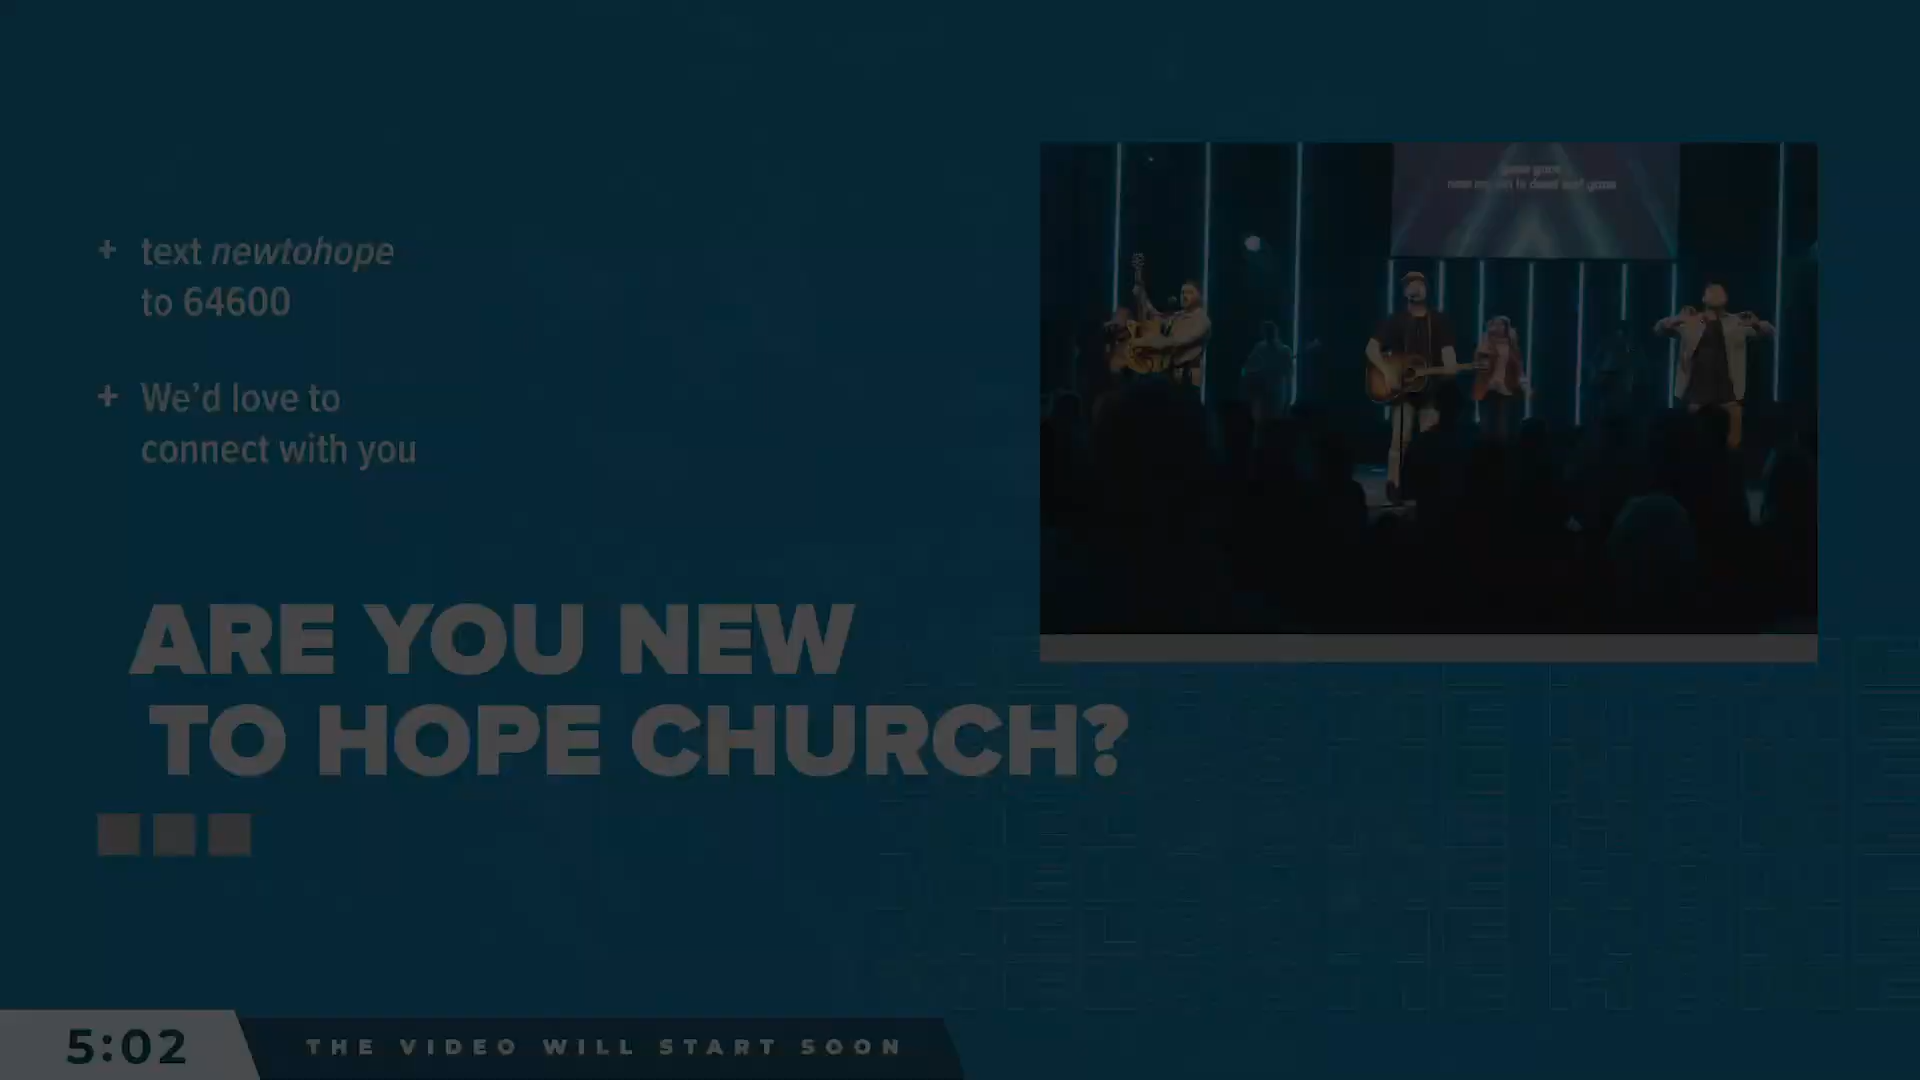 + text newtohope
to 64600
+ We'd love to
connect with you
ARE YOU NEW
TO HOPE CHURCH?
5:02
THE VIDEO WILL START SOON